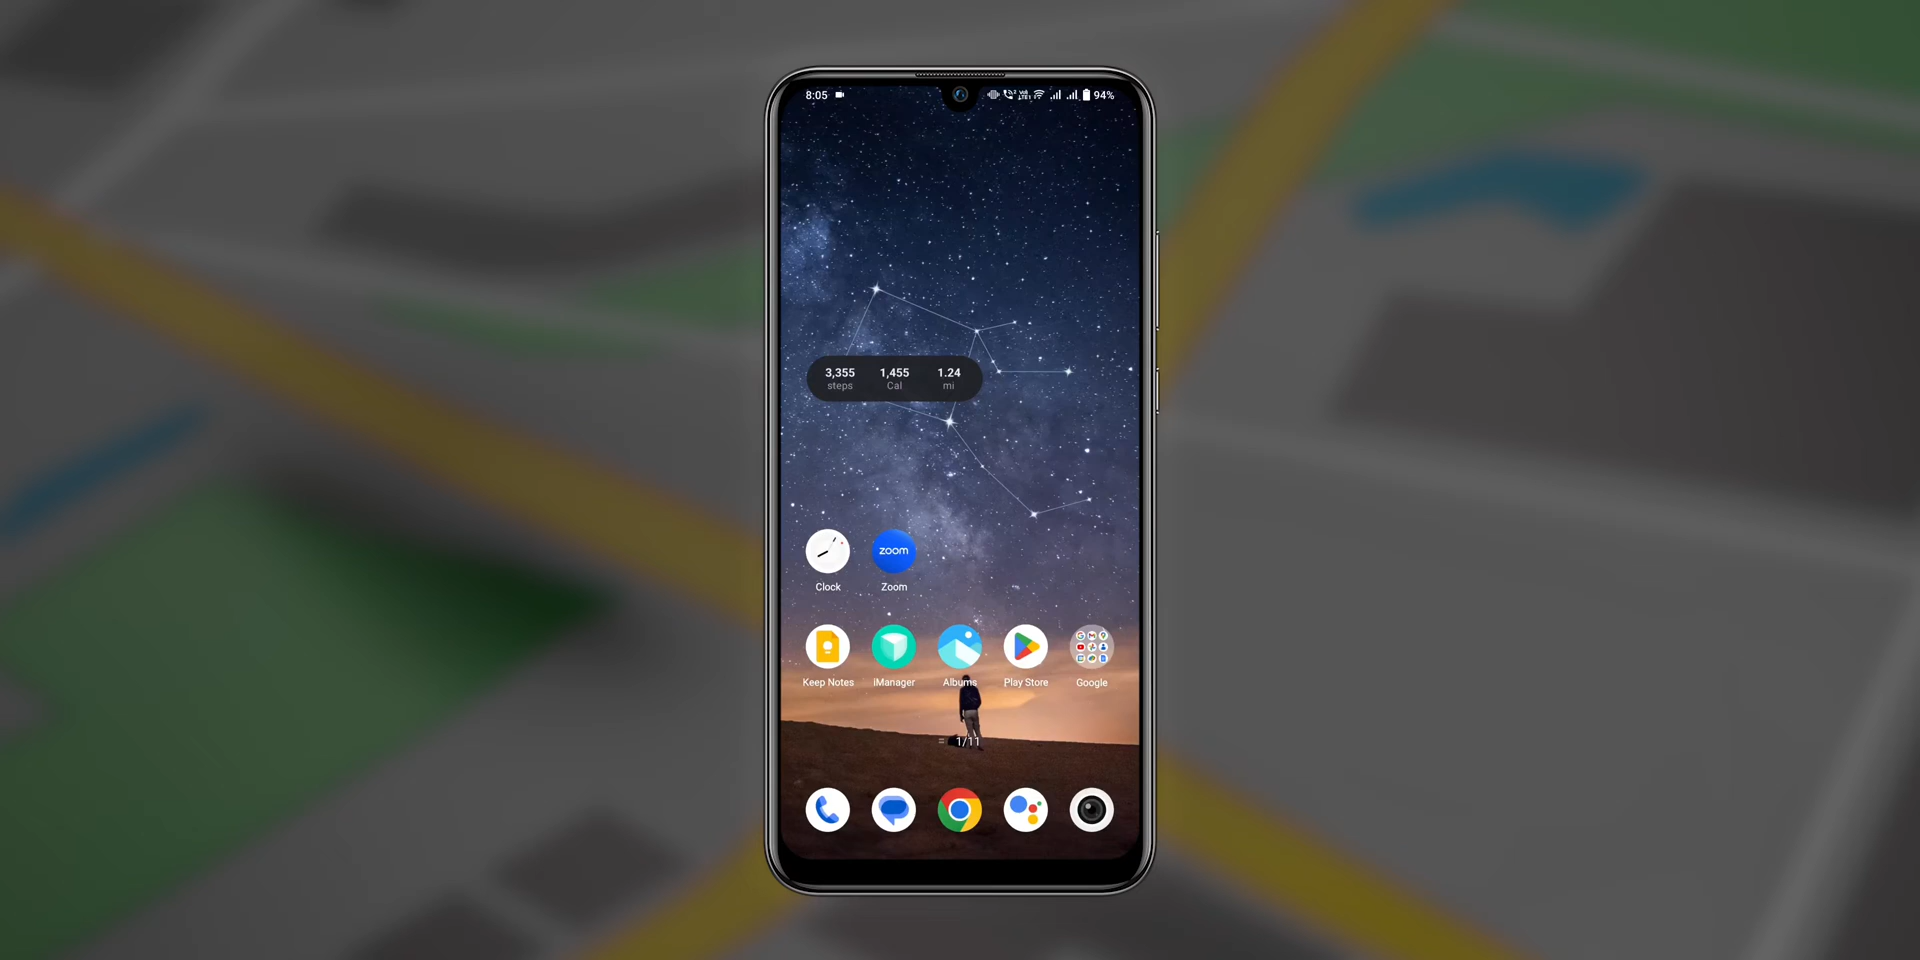 8:05
94%
3,355 1,455 1.24
steps Cal mi
zoom
Clock Zoom
Keep Notes iManager Albums Play Store Google
1/11